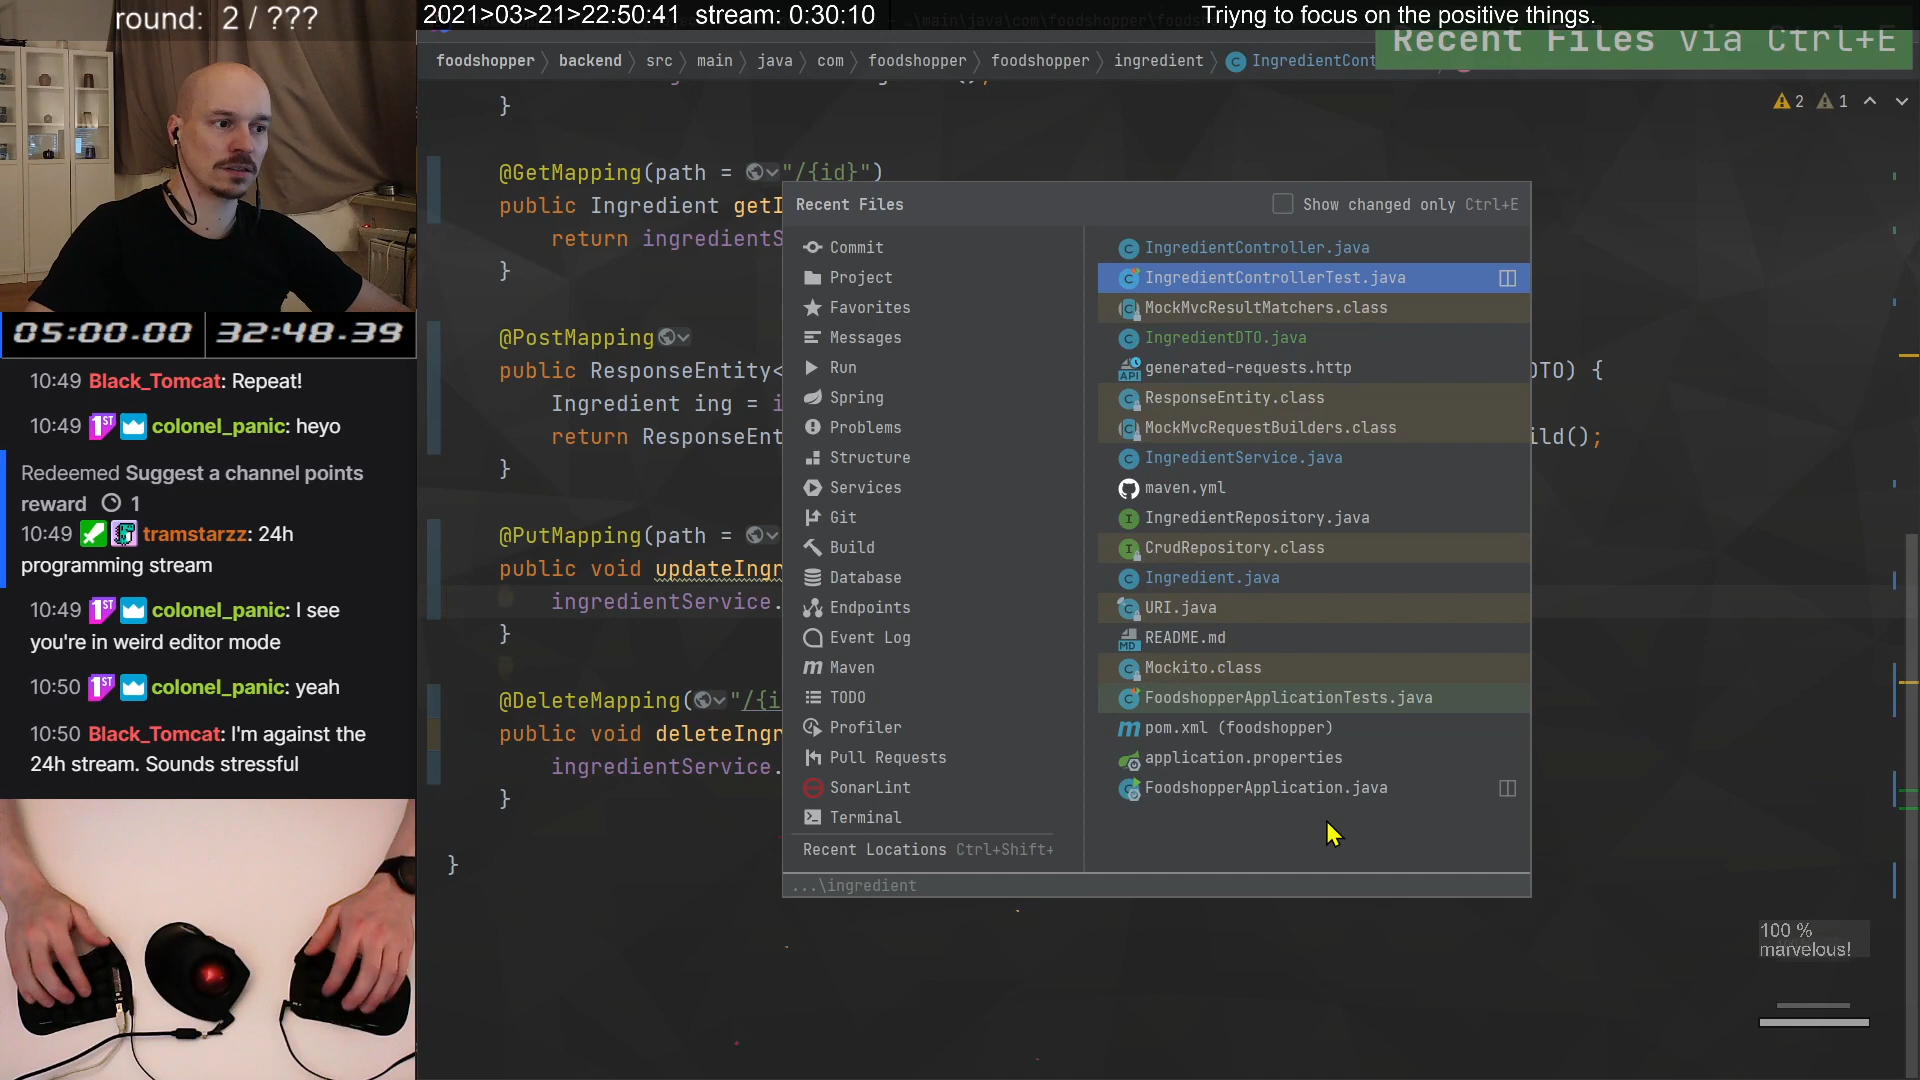 round: 2 / ???
2021>03>21>22:50:41 stream: 0:30:10
Triyng to focus on the positive things.
Recent Files via Ctrl+E
foodshopper 〉 backend 〉 src 〉 main 〉 java 〉 com 〉 foodshopper 〉 foodshopper 〉 ingredient 〉 IngredientCont
2 1
}
@GetMapping(path = "/{id}")
public Ingredient getI
return ingredientS
}
@PostMapping
public ResponseEntity< DTO) {
Ingredient ing = i
return ResponseEnt ild();
}
@PutMapping(path =
public void updateIngr
ingredientService.
}
@DeleteMapping( "/{i
public void deleteIngr
ingredientService.
}
}
Recent Files
Show changed only Ctrl+E
Commit
Project
Favorites
Messages
Run
Spring
Problems
Structure
Services
Git
Build
Database
Endpoints
Event Log
Maven
TODO
Profiler
Pull Requests
SonarLint
Terminal
Recent Locations Ctrl+Shift+
IngredientController.java
IngredientControllerTest.java
MockMvcResultMatchers.class
IngredientDTO.java
generated-requests.http
ResponseEntity.class
MockMvcRequestBuilders.class
IngredientService.java
maven.yml
IngredientRepository.java
CrudRepository.class
Ingredient.java
URI.java
README.md
Mockito.class
FoodshopperApplicationTests.java
pom.xml (foodshopper)
application.properties
FoodshopperApplication.java
...\ingredient
05:00.00 32:48.39
10:49 Black_Tomcat: Repeat!
10:49 1ST colonel_panic: heyo
Redeemed Suggest a channel points
reward 1
10:49 tramstarzz: 24h
programming stream
10:49 1ST colonel_panic: I see
you're in weird editor mode
10:50 1ST colonel_panic: yeah
10:50 Black_Tomcat: I'm against the
24h stream. Sounds stressful
100 %
marvelous!